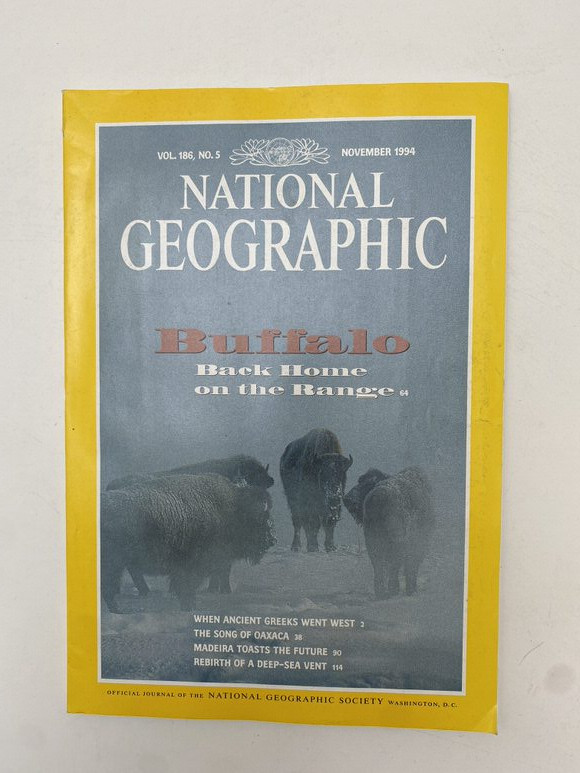 VOL. 186, NO. 5 NOVEMBER 1994
NATIONAL
GEOGRAPHIC
Buffalo
Back Home
on the Range 64
WHEN ANCIENT GREEKS WENT WEST 2
THE SONG OF OAXACA 38
MADEIRA TOASTS THE FUTURE 90
REBIRTH OF A DEEP-SEA VENT 114
OFFICIAL JOURNAL OF THE NATIONAL GEOGRAPHIC SOCIETY WASHINGTON, D.C.